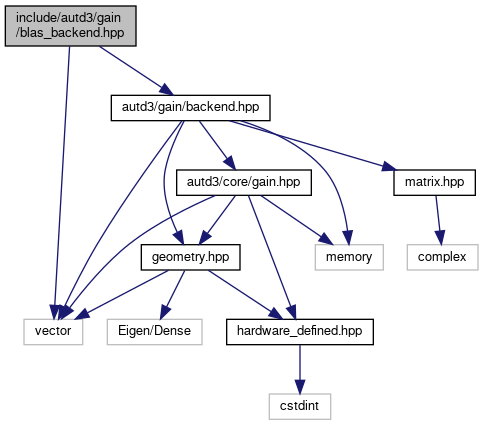 include/autd3/gain
/blas_backend.hpp
autd3/gain/backend.hpp
autd3/core/gain.hpp
matrix.hpp
geometry.hpp
memory
complex
vector
Eigen/Dense
hardware_defined.hpp
cstdint